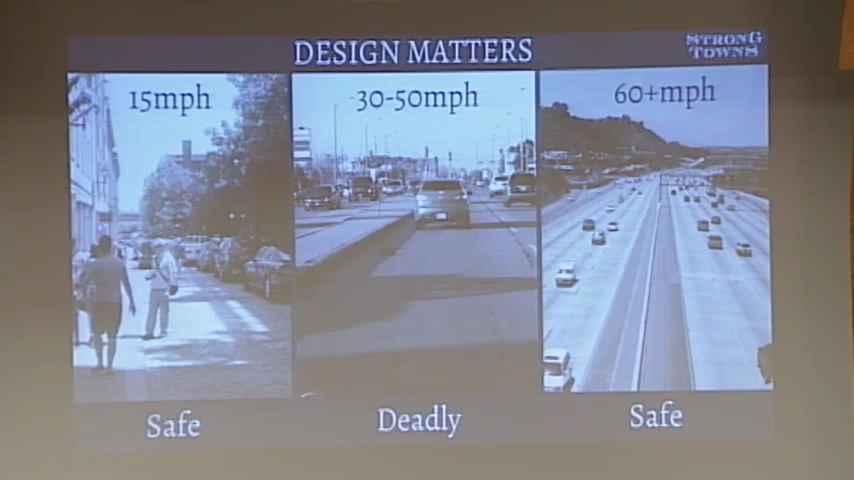 DESIGN MATTERS
STRONG
TOWNS
15mph
30-50mph
60+mph
Safe
Deadly
Safe